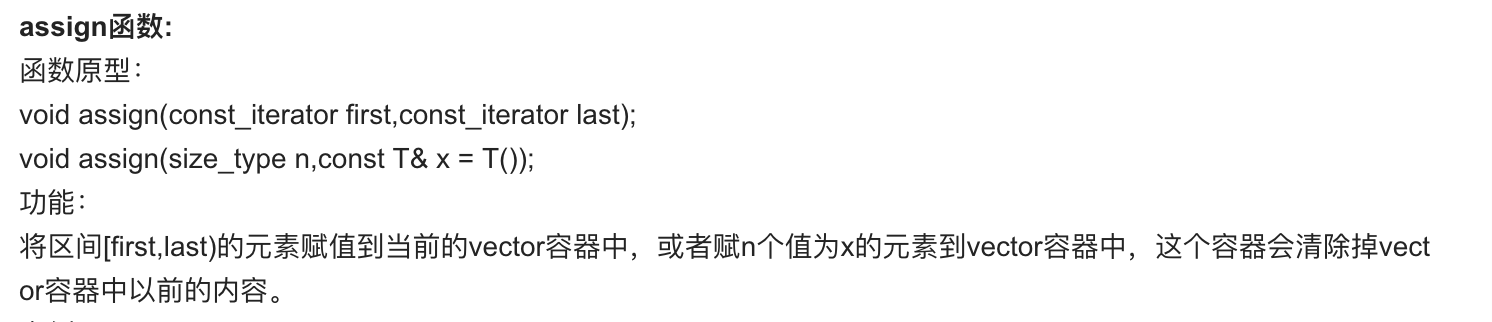 assign函数:
函数原型：
void assign(const_iterator first,const_iterator last);
void assign(size_type n,const T& x = T());
功能：
将区间[first,last)的元素赋值到当前的vector容器中，或者赋n个值为x的元素到vector容器中，这个容器会清除掉vect
or容器中以前的内容。